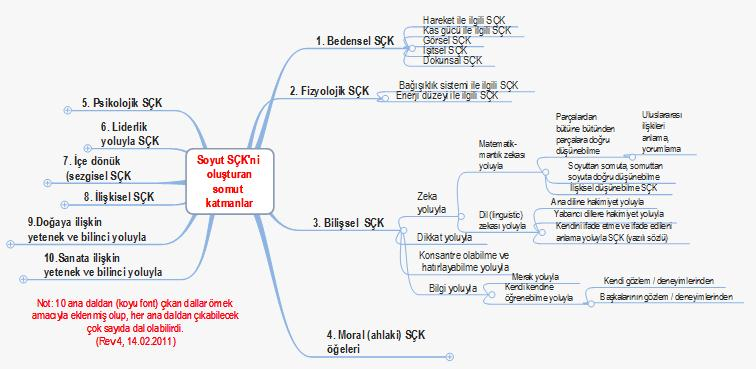 Soyut SÇK'ni
oluşturan
somut
katmanlar
1. Bedensel SÇK
Hareket ile ilgili SÇK
Kas gücü ile ilgili SÇK
Görsel SÇK
İşitsel SÇK
Dokunsal SÇK
2. Fizyolojik SÇK
Bağışıklık sistemi ile ilgili SÇK
Enerji düzeyi ile ilgili SÇK
3. Bilişsel SÇK
Zeka
yoluyla
Matematik-
mantık zekası
yoluyla
Parçalardan
bütüne bütünden
parçalara doğru
düşünebilme
Uluslararası
ilişkileri
anlama,
yorumlama
Soyuttan somuta, somuttan
soyuta doğru düşünebilme
İlişksel düşünebilme SÇK
Dil (linguistic)
zekası yoluyla
Ana diline hakimiyet yoluyla
Yabancı dillere hakimiyet yoluyla
Kendini ifade etme ve ifade edileni
anlama yoluyla SÇK (yazılı sözlü)
Dikkat yoluyla
Konsantre olabilme ve
hatırlayabilme yoluyla
Bilgi yoluyla
Merak yoluyla
Kendi kendine
öğrenebilme yoluyla
Kendi gözlem / deneyimlerinden
Başkalarının gözlem / deneyimlerinden
4. Moral (ahlaki) SÇK
öğeleri
5. Psikolojik SÇK
6. Liderlik
yoluyla SÇK
7. İçe dönük
(sezgisel SÇK
8. İlişkisel SÇK
9.Doğaya ilişkin
yetenek ve bilinci yoluyla
10.Sanata ilişkin
yetenek ve bilinci yoluyla
Not: 10 ana daldan (koyu font) çıkan dallar örnek
amacıyla eklenmiş olup, her ana daldan çıkabilecek
çok sayıda dal olabilirdi.
(Rev4, 14.02.2011)